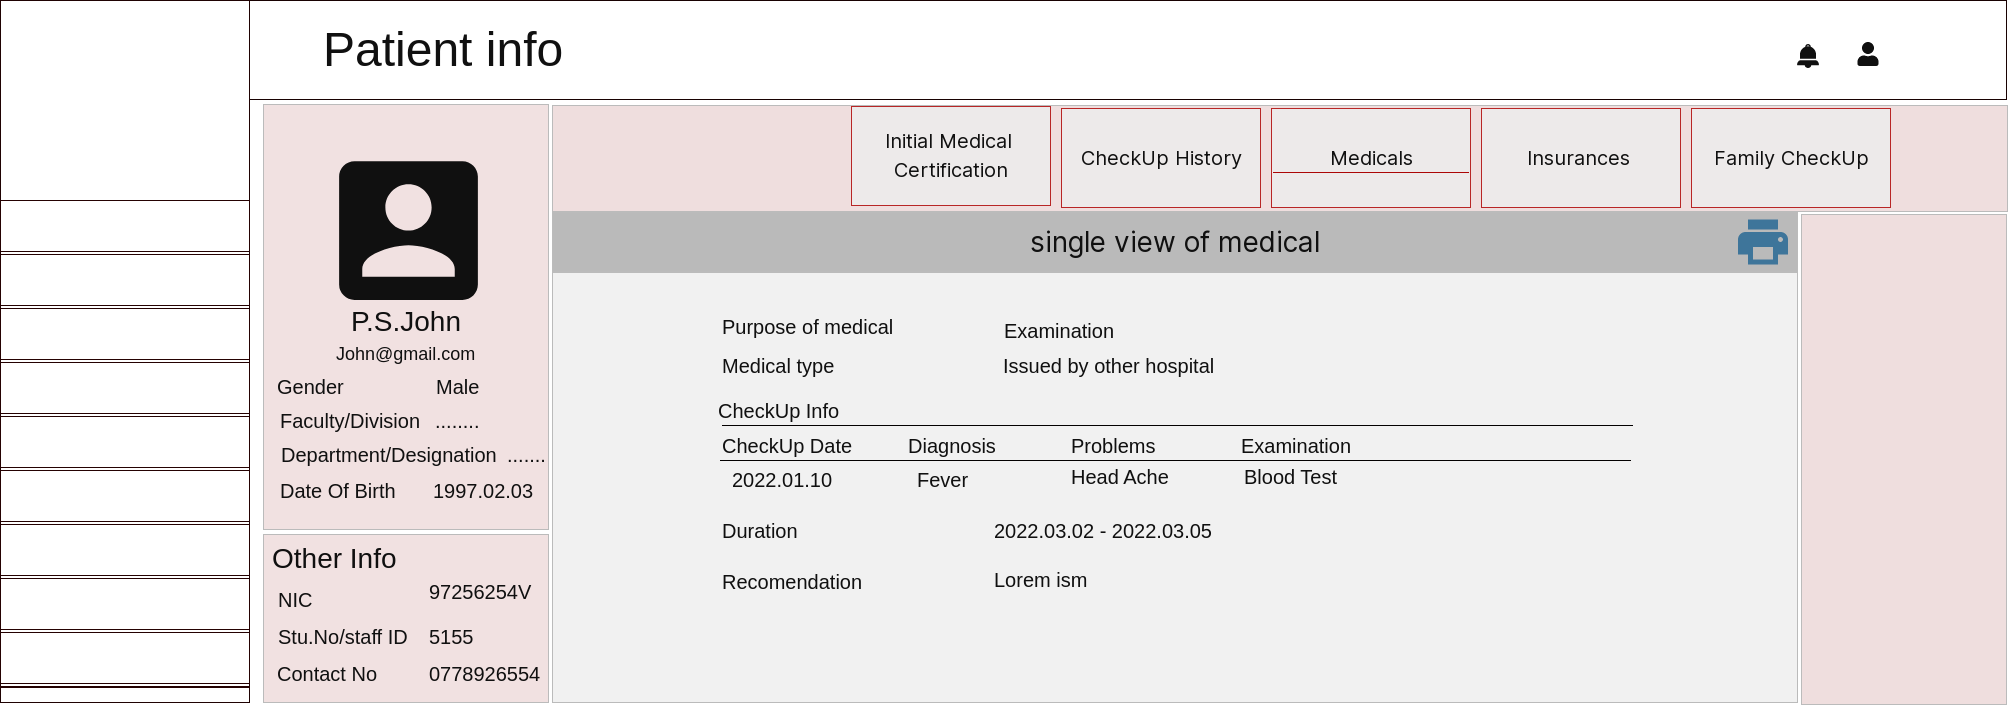 Patient info
Initial Medical
Certification
CheckUp History
Medicals
Insurances
Family CheckUp
P.S.John
John@gmail.com
Gender Male
Faculty/Division ........
Department/Designation .......
Date Of Birth 1997.02.03
Other Info
NIC 97256254V
Stu.No/staff ID 5155
Contact No 0778926554
single view of medical
Purpose of medical Examination
Medical type Issued by other hospital
CheckUp Info
CheckUp Date Diagnosis Problems Examination
2022.01.10 Fever Head Ache Blood Test
Duration 2022.03.02 - 2022.03.05
Recomendation Lorem ism